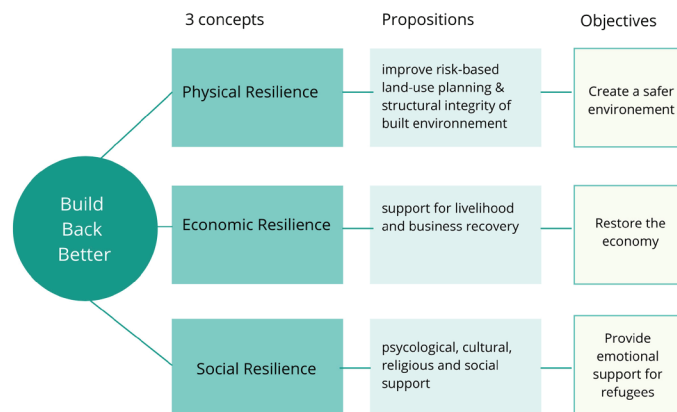 3 concepts
Propositions
Objectives
Build
Back
Better
Physical Resilience
improve risk-based
land-use planning &
structural integrity of
built environnement
Create a safer
environement
Economic Resilience
support for livelihood
and business recovery
Restore the
economy
Social Resilience
psycological, cultural,
religious and social
support
Provide
emotional
support for
refugees